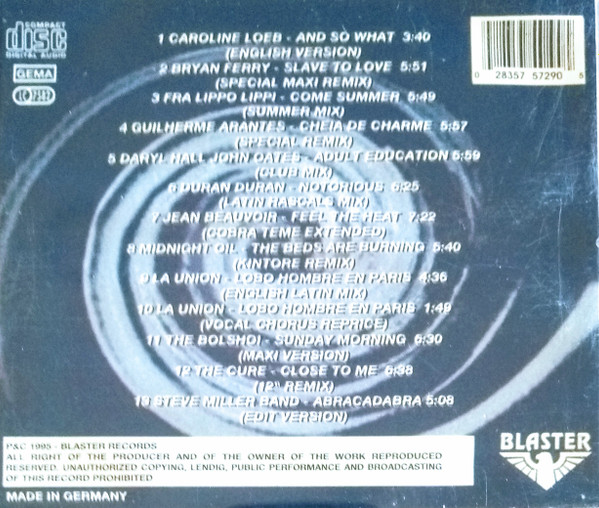 COMPACT
disc
DIGITAL AUDIO
GEMA
1 CAROLINE LOEB - AND SO WHAT 3:40
(ENGLISH VERSION)
2 BRYAN FERRY - SLAVE TO LOVE 5:51
(SPECIAL MAXI REMIX)
3 FRA LIPPO LIPPI - COME SUMMER 5:49
(SUMMER MIX)
4 GUILHERME ARANTES - CHEIA DE CHARME 5:57
(SPECIAL REMIX)
5 DARYL HALL JOHN OATES - ADULT EDUCATION 5:59
(CLUB MIX)
6 DURAN DURAN - NOTORIOUS 5:25
(LATIN RASCALS MIX)
7 JEAN BEAUVOIR - FEEL THE HEAT 7:22
(COBRA TEME EXTENDED)
8 MIDNIGHT OIL - THE BEDS ARE BURNING 5:40
(KINTORE REMIX)
9 LA UNION - LOBO HOMBRE EN PARIS 4:36
(ENGLISH LATIN MIX)
10 LA UNION - LOBO HOMBRE EN PARIS 1:49
(VOCAL CHORUS REPRICE)
11 THE BOLSHOI - SUNDAY MORNING 6:30
(MAXI VERSION)
12 THE CURE - CLOSE TO ME 6:38
(12" REMIX)
13 STEVE MILLER BAND - ABRACADABRA 5:08
(EDIT VERSION)
0 28357 57290 5
P&C 1995 - BLASTER RECORDS
ALL RIGHT OF THE PRODUCER AND OF THE OWNER OF THE WORK REPRODUCED
RESERVED. UNAUTHORIZED COPYING, LENDIG, PUBLIC PERFORMANCE AND BROADCASTING
OF THIS RECORD PROHIBITED
MADE IN GERMANY
BLASTER